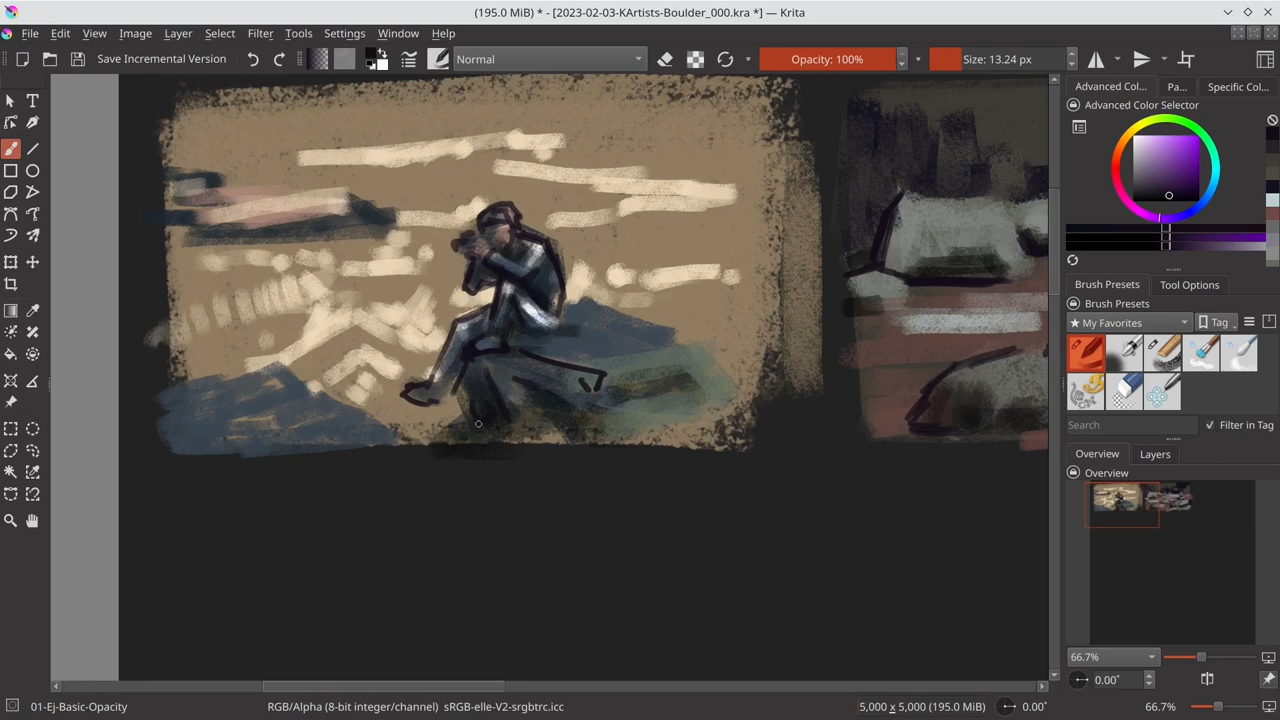 (195.0 MiB) * - [2023-02-03-KArtists-Boulder_000.kra *] — Krita
File Edit View Image Layer Select Filter Tools Settings Window Help
Save Incremental Version Normal Opacity: 100% Size: 13.24 px
Advanced Col... Pa... Specific Col...
Advanced Color Selector
Brush Presets Tool Options
Brush Presets
★ My Favorites Tag
Search Filter in Tag
Overview Layers
Overview
66.7%
0.00°
01-Ej-Basic-Opacity RGB/Alpha (8-bit integer/channel) sRGB-elle-V2-srgbtrc.icc 5,000 x 5,000 (195.0 MiB) 0.00° 66.7%